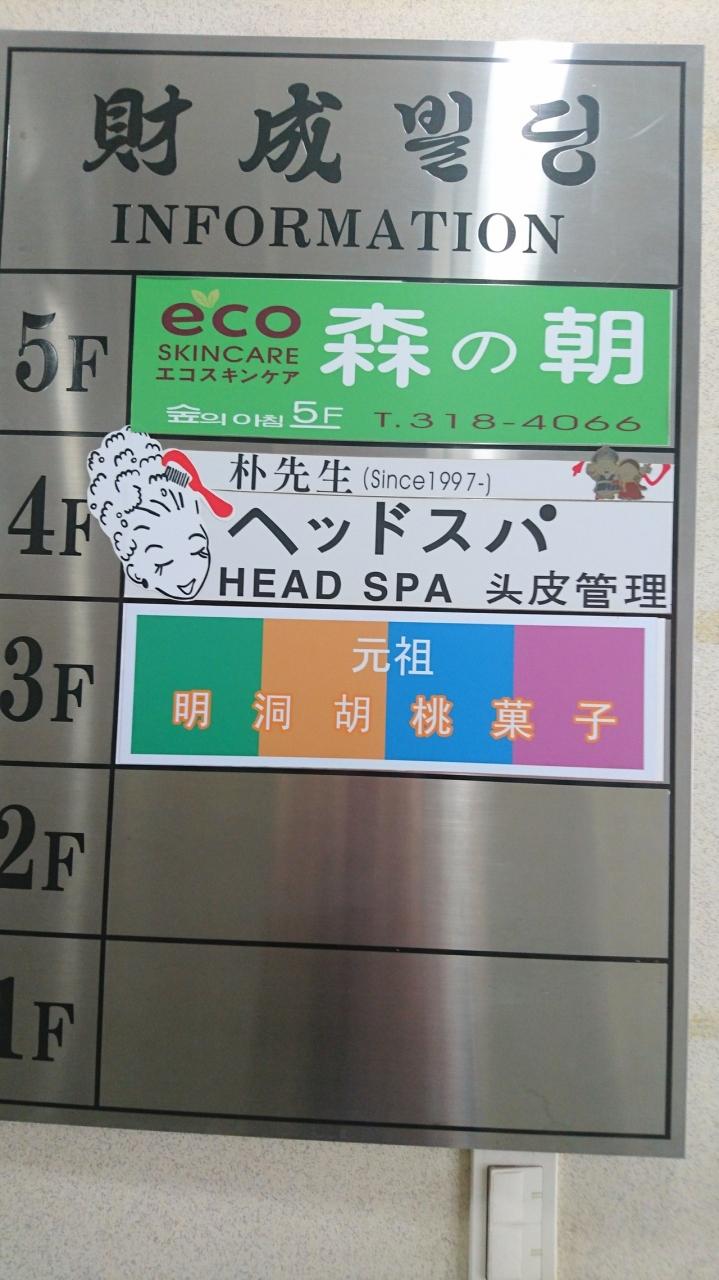 財成빌딩
INFORMATION
5F
eco
SKINCARE
エコスキンケア
森の朝
숲의 아침 5F T.318-4066
4F
朴先生 (Since1997-)
ヘッドスパ
HEAD SPA 头皮管理
3F
元祖
明洞胡桃菓子
2F
1F